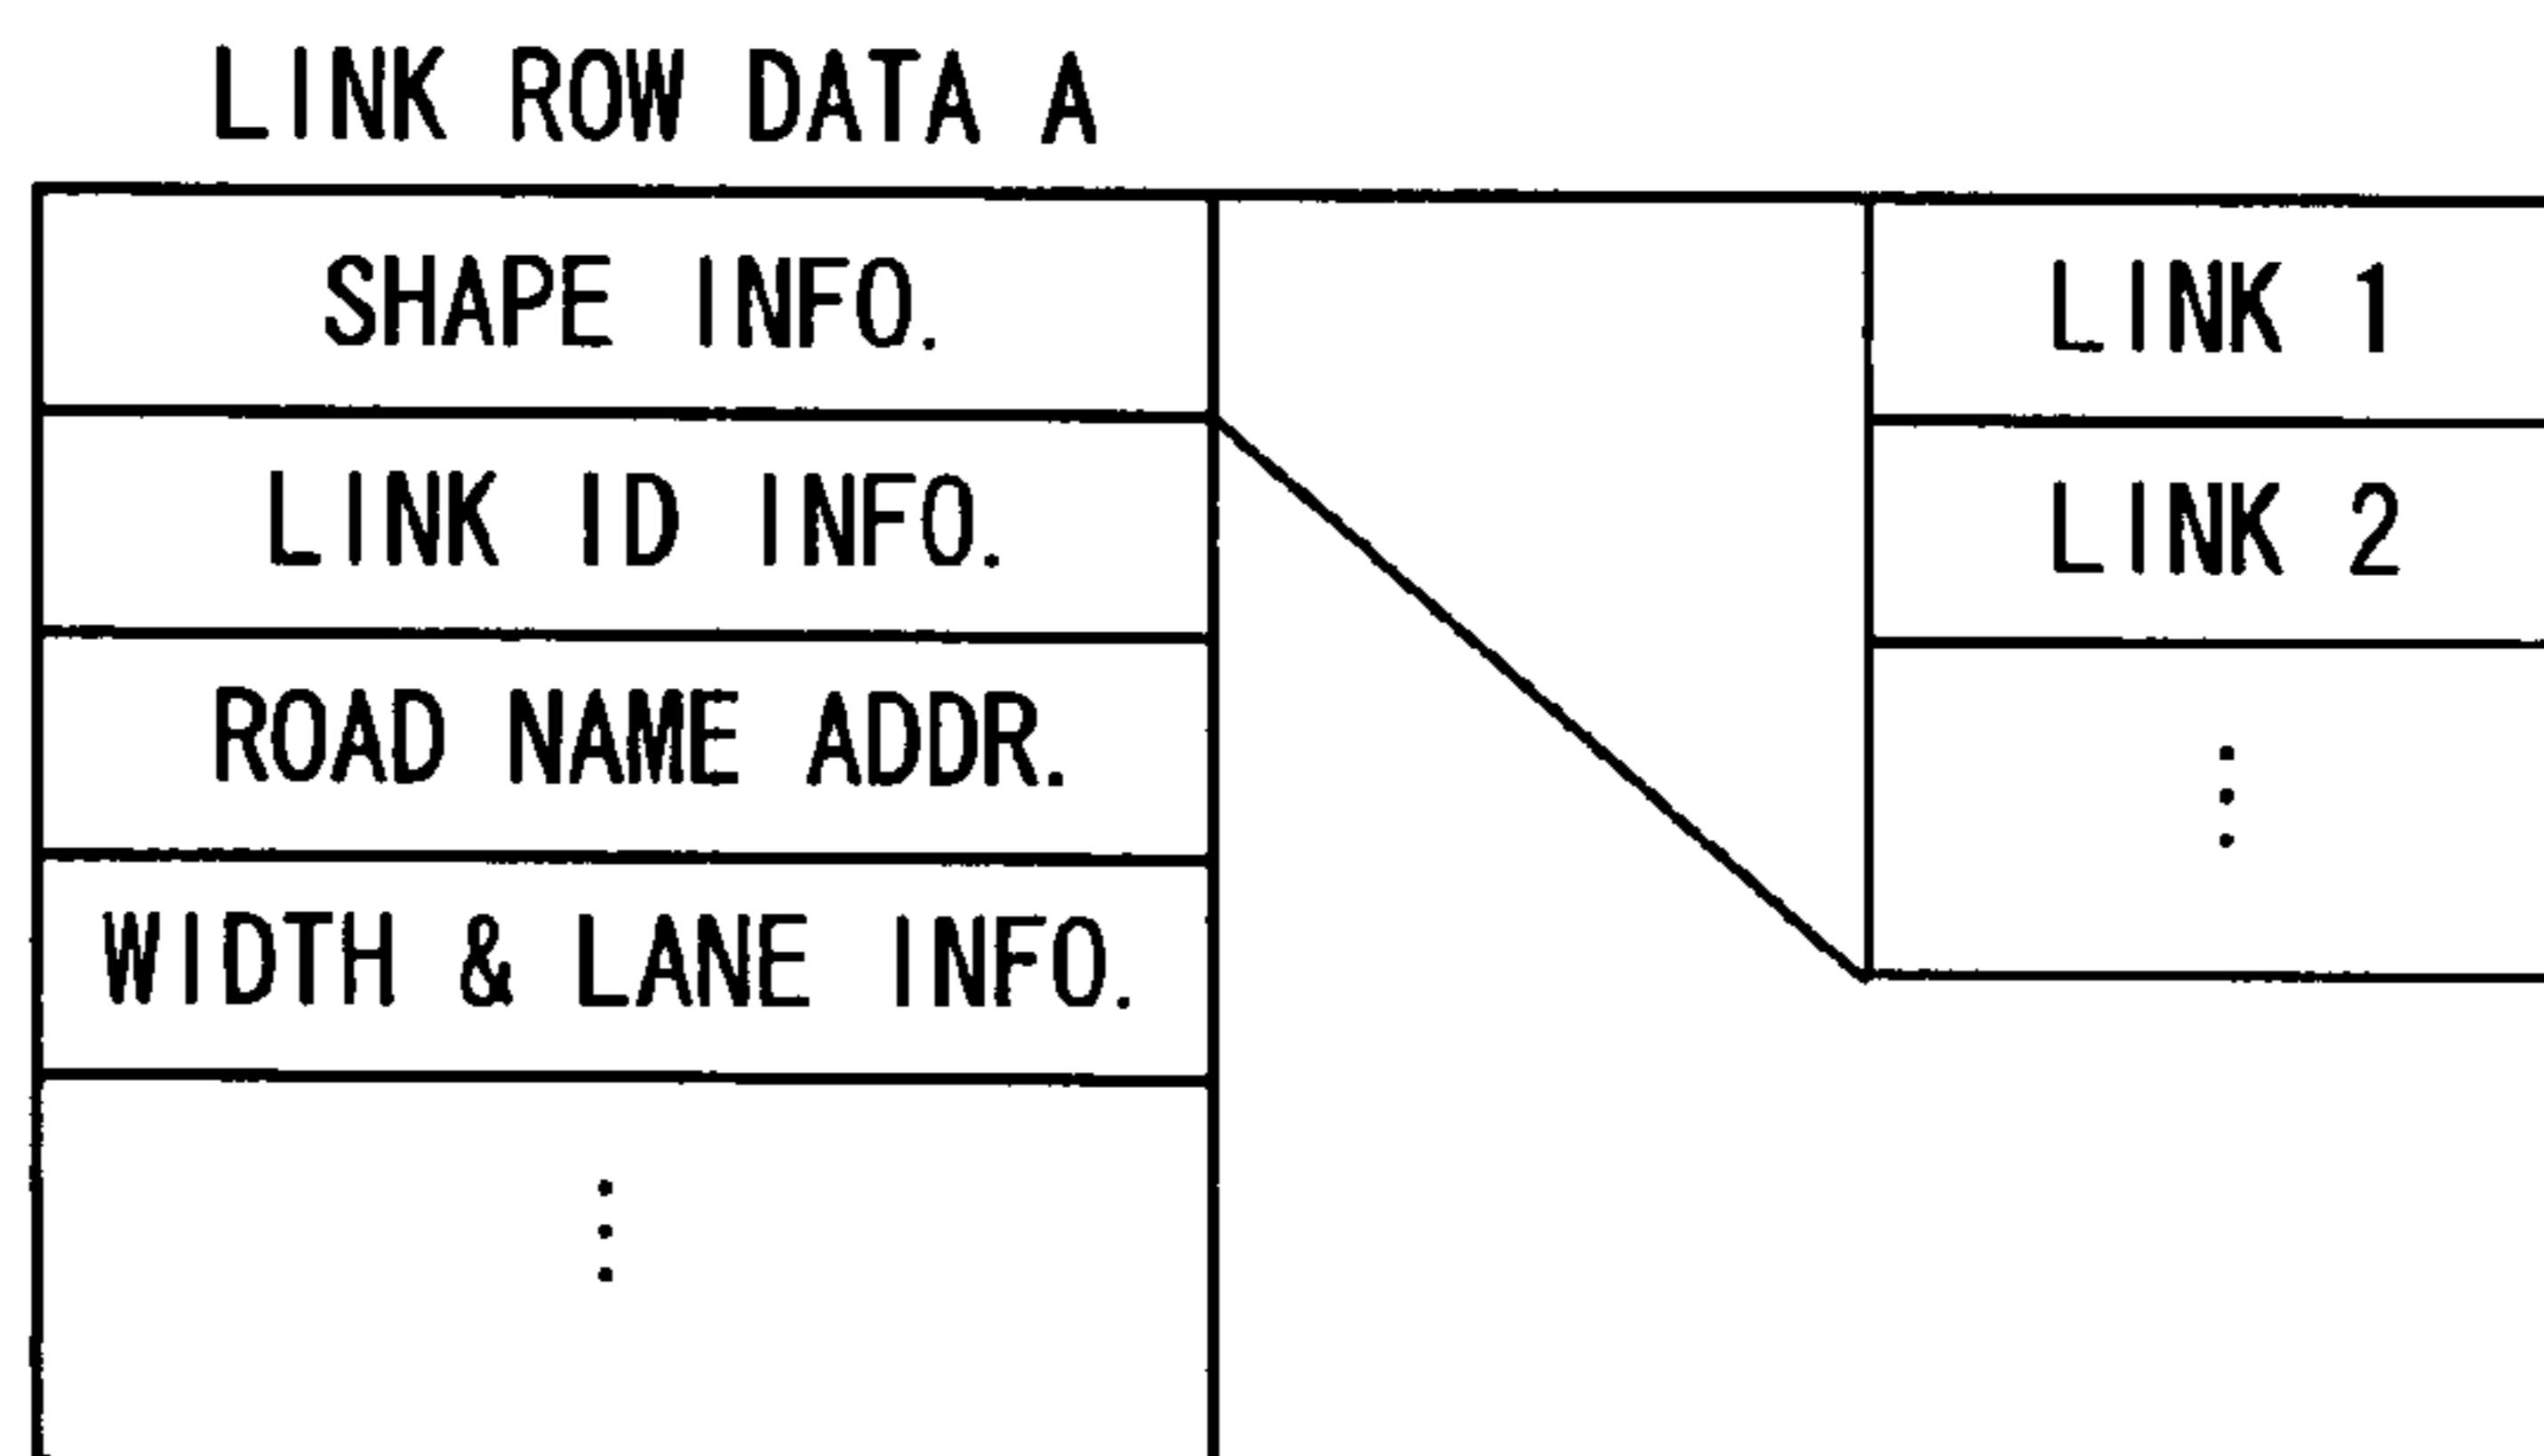 LINK ROW DATA A
SHAPE INFO.
LINK ID INFO.
ROAD NAME ADDR.
WIDTH & LANE INFO.
LINK 1
LINK 2